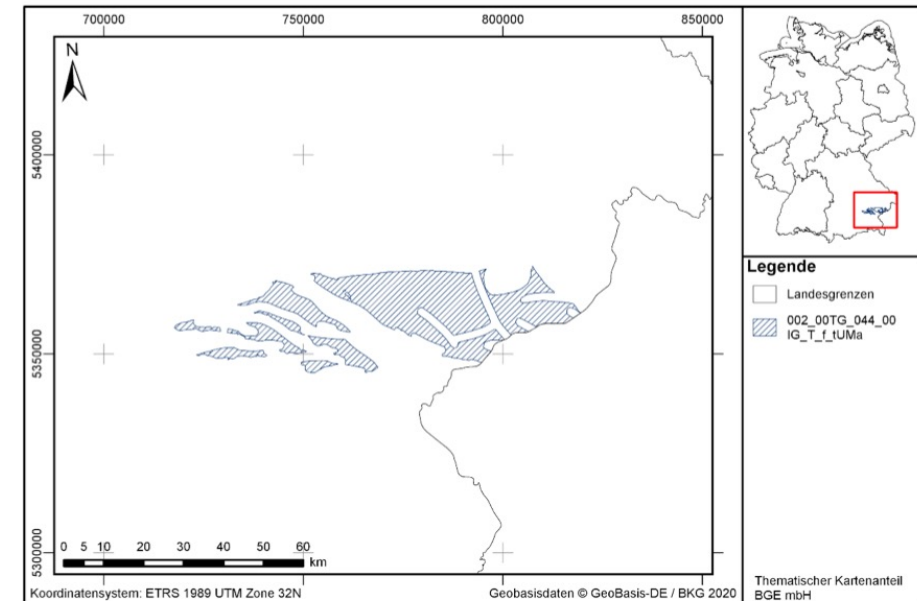 700000
750000
800000
850000
N
5400000
5350000
5300000
0 5 10 20 30 40 50 60
km
Koordinatensystem: ETRS 1989 UTM Zone 32N
Geobasisdaten © GeoBasis-DE / BKG 2020
Legende
Landesgrenzen
002_00TG_044_00
IG_T_f_tUMa
Thematischer Kartenanteil
BGE mbH